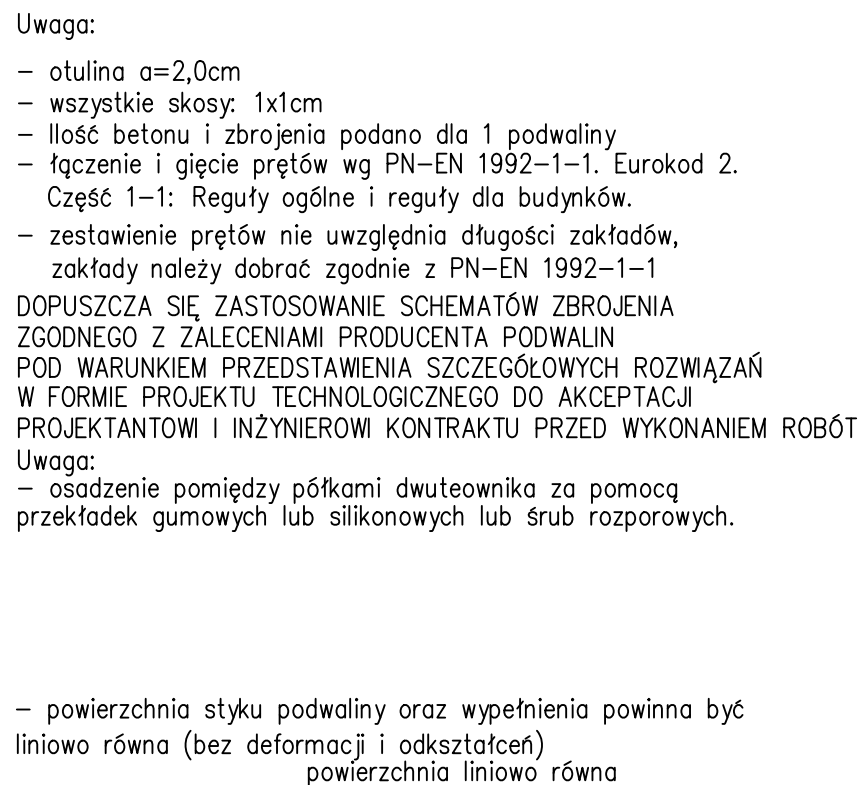 Uwaga:
– otulina a=2,0cm
– wszystkie skosy: 1x1cm
– Ilość betonu i zbrojenia podano dla 1 podwaliny
– łączenie i gięcie prętów wg PN–EN 1992–1–1. Eurokod 2.
Część 1–1: Reguły ogólne i reguły dla budynków.
– zestawienie prętów nie uwzględnia długości zakładów,
zakłady należy dobrać zgodnie z PN–EN 1992–1–1
DOPUSZCZA SIĘ ZASTOSOWANIE SCHEMATÓW ZBROJENIA
ZGODNEGO Z ZALECENIAMI PRODUCENTA PODWALIN
POD WARUNKIEM PRZEDSTAWIENIA SZCZEGÓŁOWYCH ROZWIĄZAŃ
W FORMIE PROJEKTU TECHNOLOGICZNEGO DO AKCEPTACJI
PROJEKTANTOWI I INŻYNIEROWI KONTRAKTU PRZED WYKONANIEM ROBÓT
Uwaga:
– osadzenie pomiędzy półkami dwuteownika za pomocą
przekładek gumowych lub silikonowych lub śrub rozporowych.
– powierzchnia styku podwaliny oraz wypełnienia powinna być
liniowo równa (bez deformacji i odkształceń)
powierzchnia liniowo równa